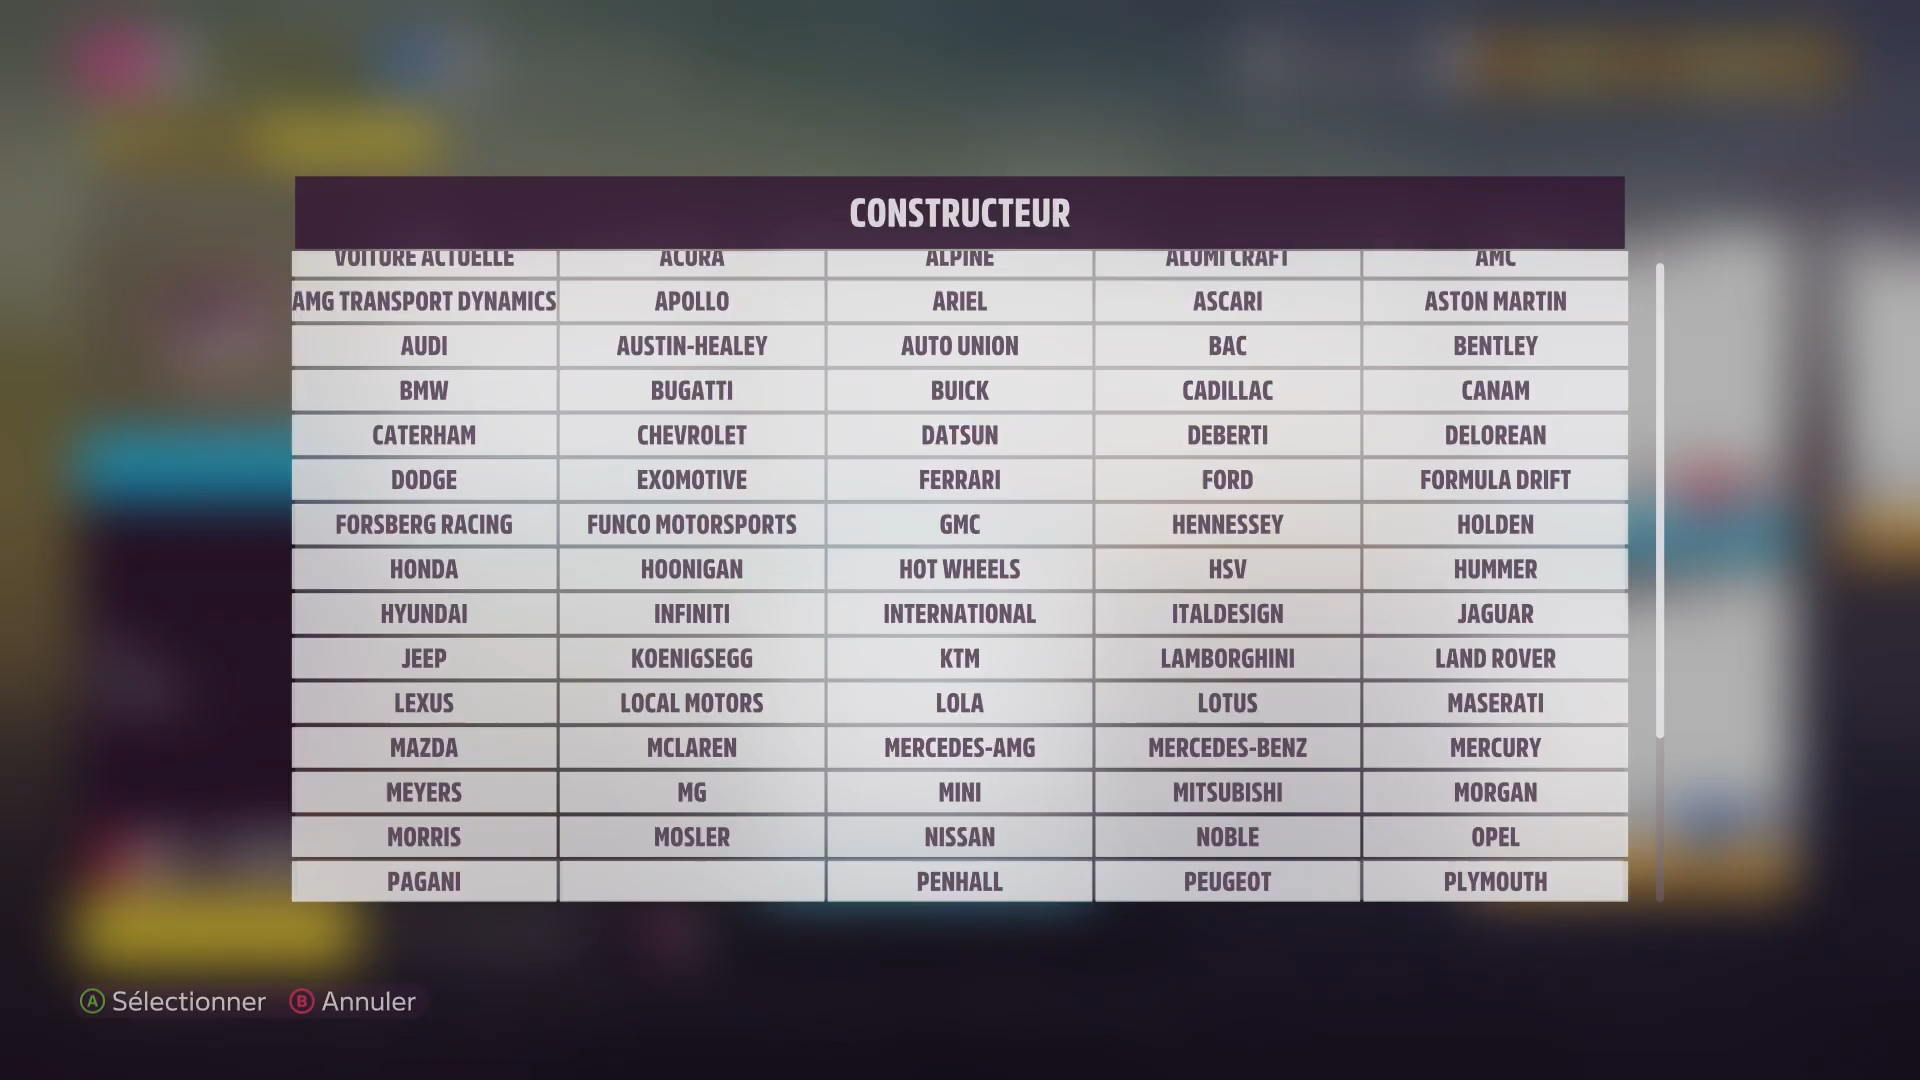 CONSTRUCTEUR
VOITURE ACTUELLE ACURA ALPINE ALUMI CRAFT AMC
AMG TRANSPORT DYNAMICS APOLLO ARIEL ASCARI ASTON MARTIN
AUDI AUSTIN-HEALEY AUTO UNION BAC BENTLEY
BMW BUGATTI BUICK CADILLAC CANAM
CATERHAM CHEVROLET DATSUN DEBERTI DELOREAN
DODGE EXOMOTIVE FERRARI FORD FORMULA DRIFT
FORSBERG RACING FUNCO MOTORSPORTS GMC HENNESSEY HOLDEN
HONDA HOONIGAN HOT WHEELS HSV HUMMER
HYUNDAI INFINITI INTERNATIONAL ITALDESIGN JAGUAR
JEEP KOENIGSEGG KTM LAMBORGHINI LAND ROVER
LEXUS LOCAL MOTORS LOLA LOTUS MASERATI
MAZDA MCLAREN MERCEDES-AMG MERCEDES-BENZ MERCURY
MEYERS MG MINI MITSUBISHI MORGAN
MORRIS MOSLER NISSAN NOBLE OPEL
PAGANI PENHALL PEUGEOT PLYMOUTH
A Sélectionner B Annuler